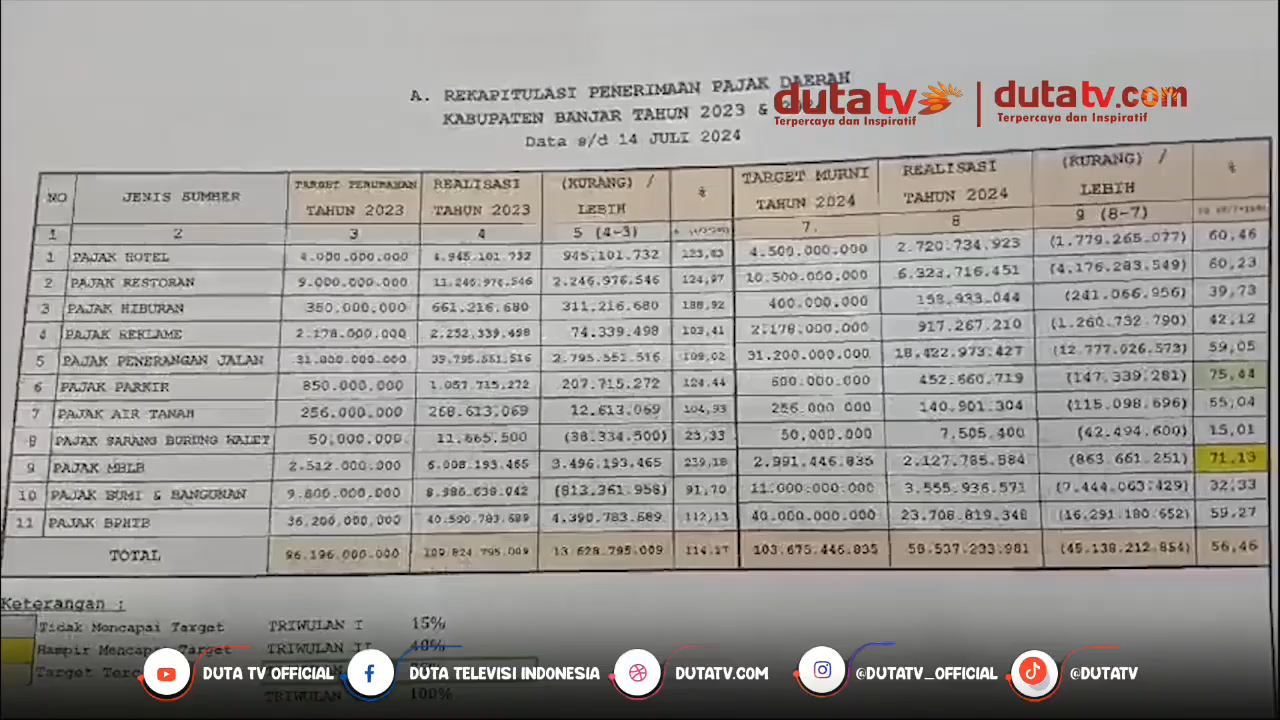 A. REKAPITULASI PENERIMAAN PAJAK DAERAH
KABUPATEN BANJAR TAHUN 2023 &
Data s/d 14 JULI 2024
dutatv
Terpercaya dan Inspiratif
dutatv.com
Terpercaya dan Inspiratif
NO JENIS SUMBER TARGET PERUBAHAN TAHUN 2023 REALISASI TAHUN 2023 (KURANG) / LEBIH % TARGET MURNI TAHUN 2024 REALISASI TAHUN 2024 (KURANG) / LEBIH %
1 2 3 4 5 (4-3) 7 8 9 (8-7)
1 PAJAK HOTEL 4.000.000.000 4.945.101.732 945.101.732 123,63 4.500.000.000 2.720.734.923 (1.779.265.077) 60,46
2 PAJAK RESTORAN 9.000.000.000 11.246.976.546 2.246.976.546 124,97 10.500.000.000 6.323.716.451 (4.176.283.549) 60,23
3 PAJAK HIBURAN 350.000.000 661.216.680 311.216.680 188,92 400.000.000 158.933.044 (241.066.956) 39,73
4 PAJAK REKLAME 2.178.000.000 2.252.339.498 74.339.498 103,41 2.178.000.000 917.267.210 (1.260.732.790) 42,12
5 PAJAK PENERANGAN JALAN 31.000.000.000 2.795.551.516 109,02 31.200.000.000 18.422.973.427 (12.777.026.573) 59,05
6 PAJAK PARKIR 850.000.000 1.057.715.272 207.715.272 124,44 600.000.000 452.660.719 (147.339.281) 75,44
7 PAJAK AIR TANAH 256.000.000 268.613.069 12.613.069 104,93 256.000.000 140.901.304 (115.098.696) 55,04
8 PAJAK SARANG BURUNG WALET 50.000.000 11.665.500 (38.334.500) 23,33 50.000.000 7.505.400 (42.494.600) 15,01
9 PAJAK MBLB 2.512.000.000 6.008.193.465 3.496.193.465 239,18 2.991.446.835 2.127.785.584 (863.661.251) 71,13
10 PAJAK BUMI & BANGUNAN 9.800.000.000 8.986.638.042 (813.361.958) 91,70 11.000.000.000 3.555.936.571 (7.444.063.429) 32,33
11 PAJAK BPHTB 36.200.000.000 40.590.783.689 4.390.783.689 112,13 40.000.000.000 23.708.819.348 (16.291.180.652) 59,27
TOTAL 96.196.000.000 109.824.795.009 13.628.795.009 114,17 103.675.446.835 58.537.233.981 (45.138.212.854) 56,46
Keterangan :
Tidak Mencapai Target TRIWULAN I 15%
Hampir Mencapai Target TRIWULAN II 40%
Target
TRIWULAN 100%
DUTA TV OFFICIAL DUTA TELEVISI INDONESIA DUTATV.COM @DUTATV_OFFICIAL @DUTATV